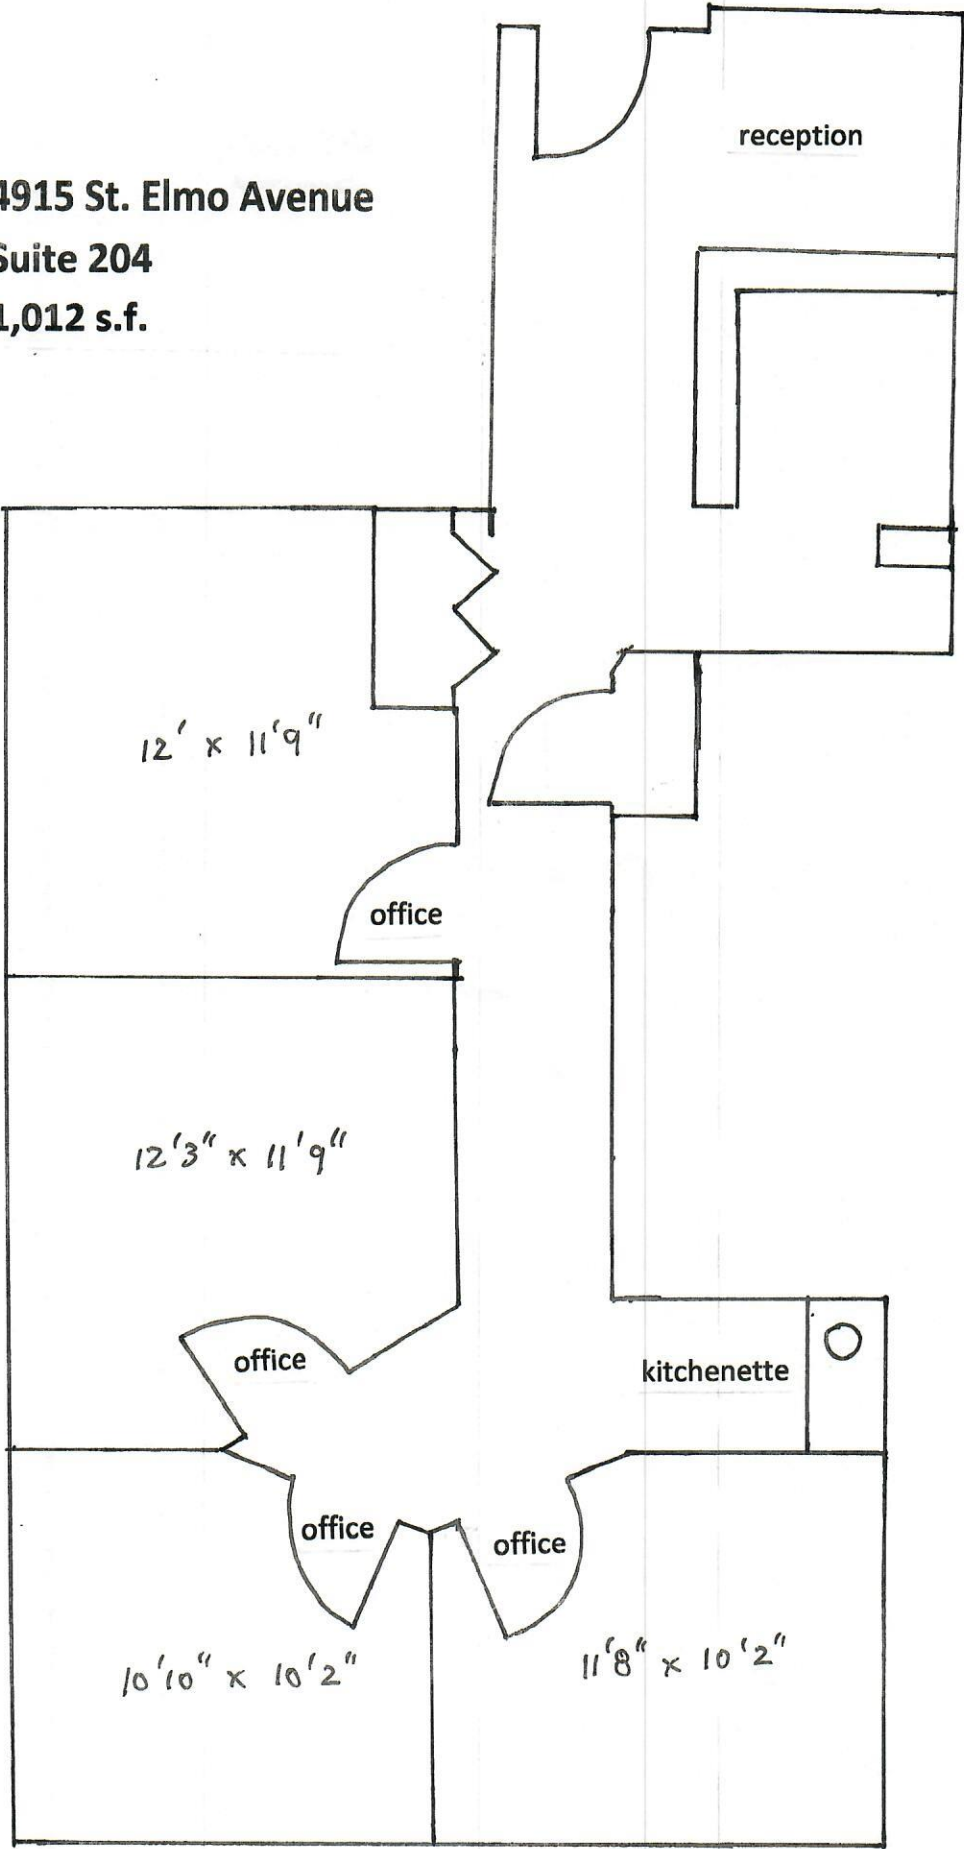 reception
4915 St. Elmo Avenue
Suite 204
1,012 s.f.
12' x 11'9"
office
12'3" x 11'9"
office
kitchenette
office
office
10'10" x 10'2"
11'8" x 10'2"